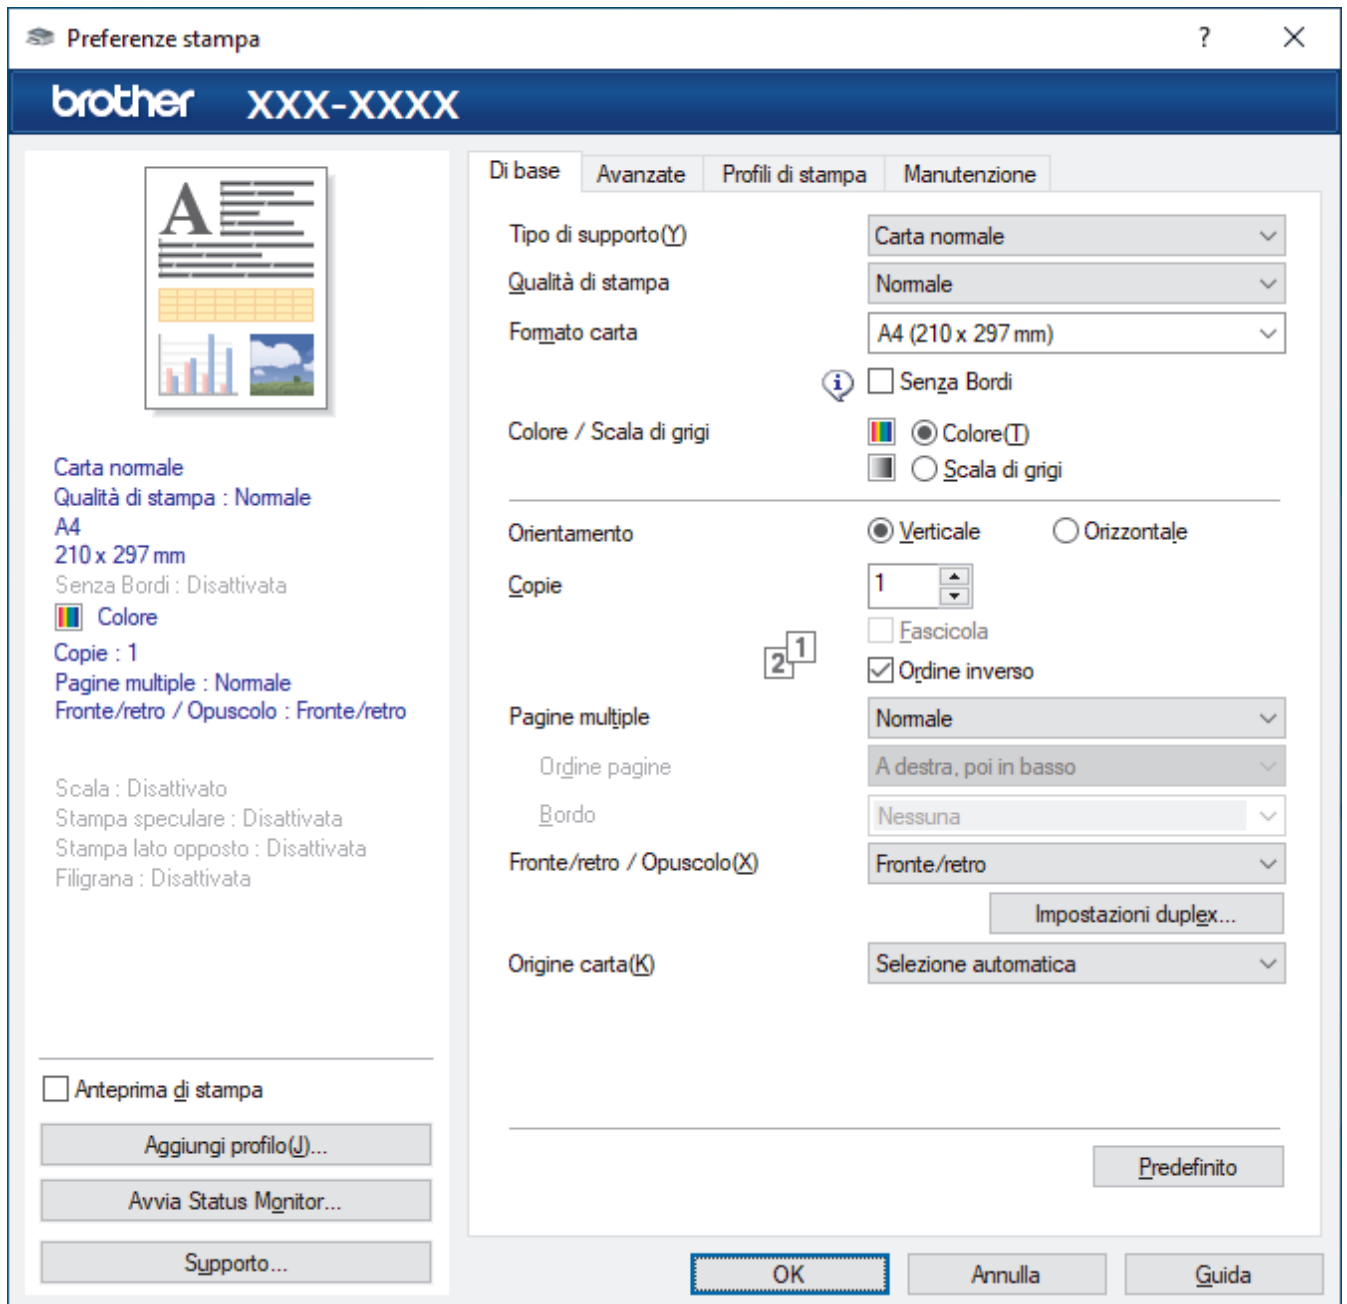 Preferenze stampa
?
brother XXX-XXXX
A
Carta normale
Qualità di stampa : Normale
A4
210 x 297 mm
Senza Bordi : Disattivata
Colore
Copie : 1
Pagine multiple : Normale
Fronte/retro / Opuscolo : Fronte/retro
Scala : Disattivato
Stampa speculare : Disattivata
Stampa lato opposto : Disattivata
Filigrana : Disattivata
Anteprima di stampa
Aggiungi profilo(J)...
Avvia Status Monitor...
Supporto...
Di base Avanzate Profili di stampa Manutenzione
Tipo di supporto(Y) Carta normale
Qualità di stampa Normale
Formato carta A4 (210 x 297 mm)
i Senza Bordi
Colore / Scala di grigi Colore(T)
Scala di grigi
Orientamento Verticale Orizzontale
Copie 1
Fascicola
2 1 Ordine inverso
Pagine multiple Normale
Ordine pagine A destra, poi in basso
Bordo Nessuna
Fronte/retro / Opuscolo(X) Fronte/retro
Impostazioni duplex...
Origine carta(K) Selezione automatica
Predefinito
OK Annulla Guida